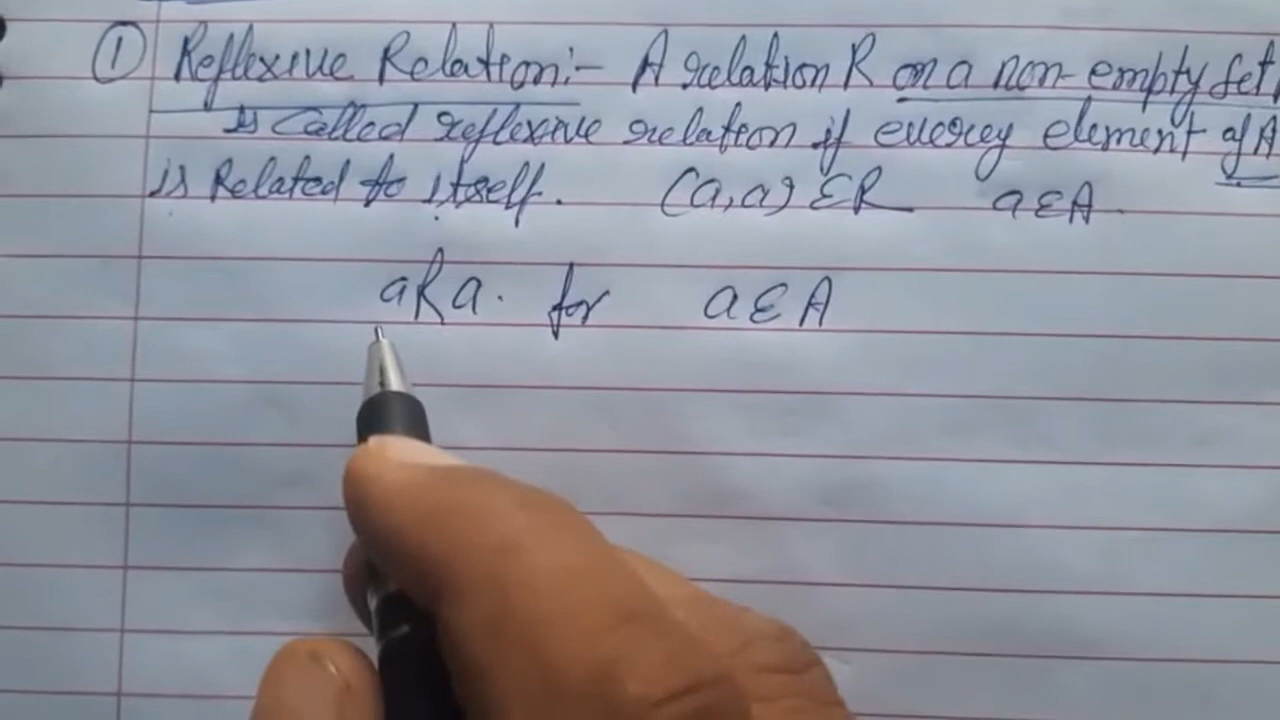 ① Reflexive Relation:- A relation R on a non-empty set
is called reflexive relation if every element of A
is Related to itself. (a,a) ∈ R a ∈ A.
aRa. for a ∈ A